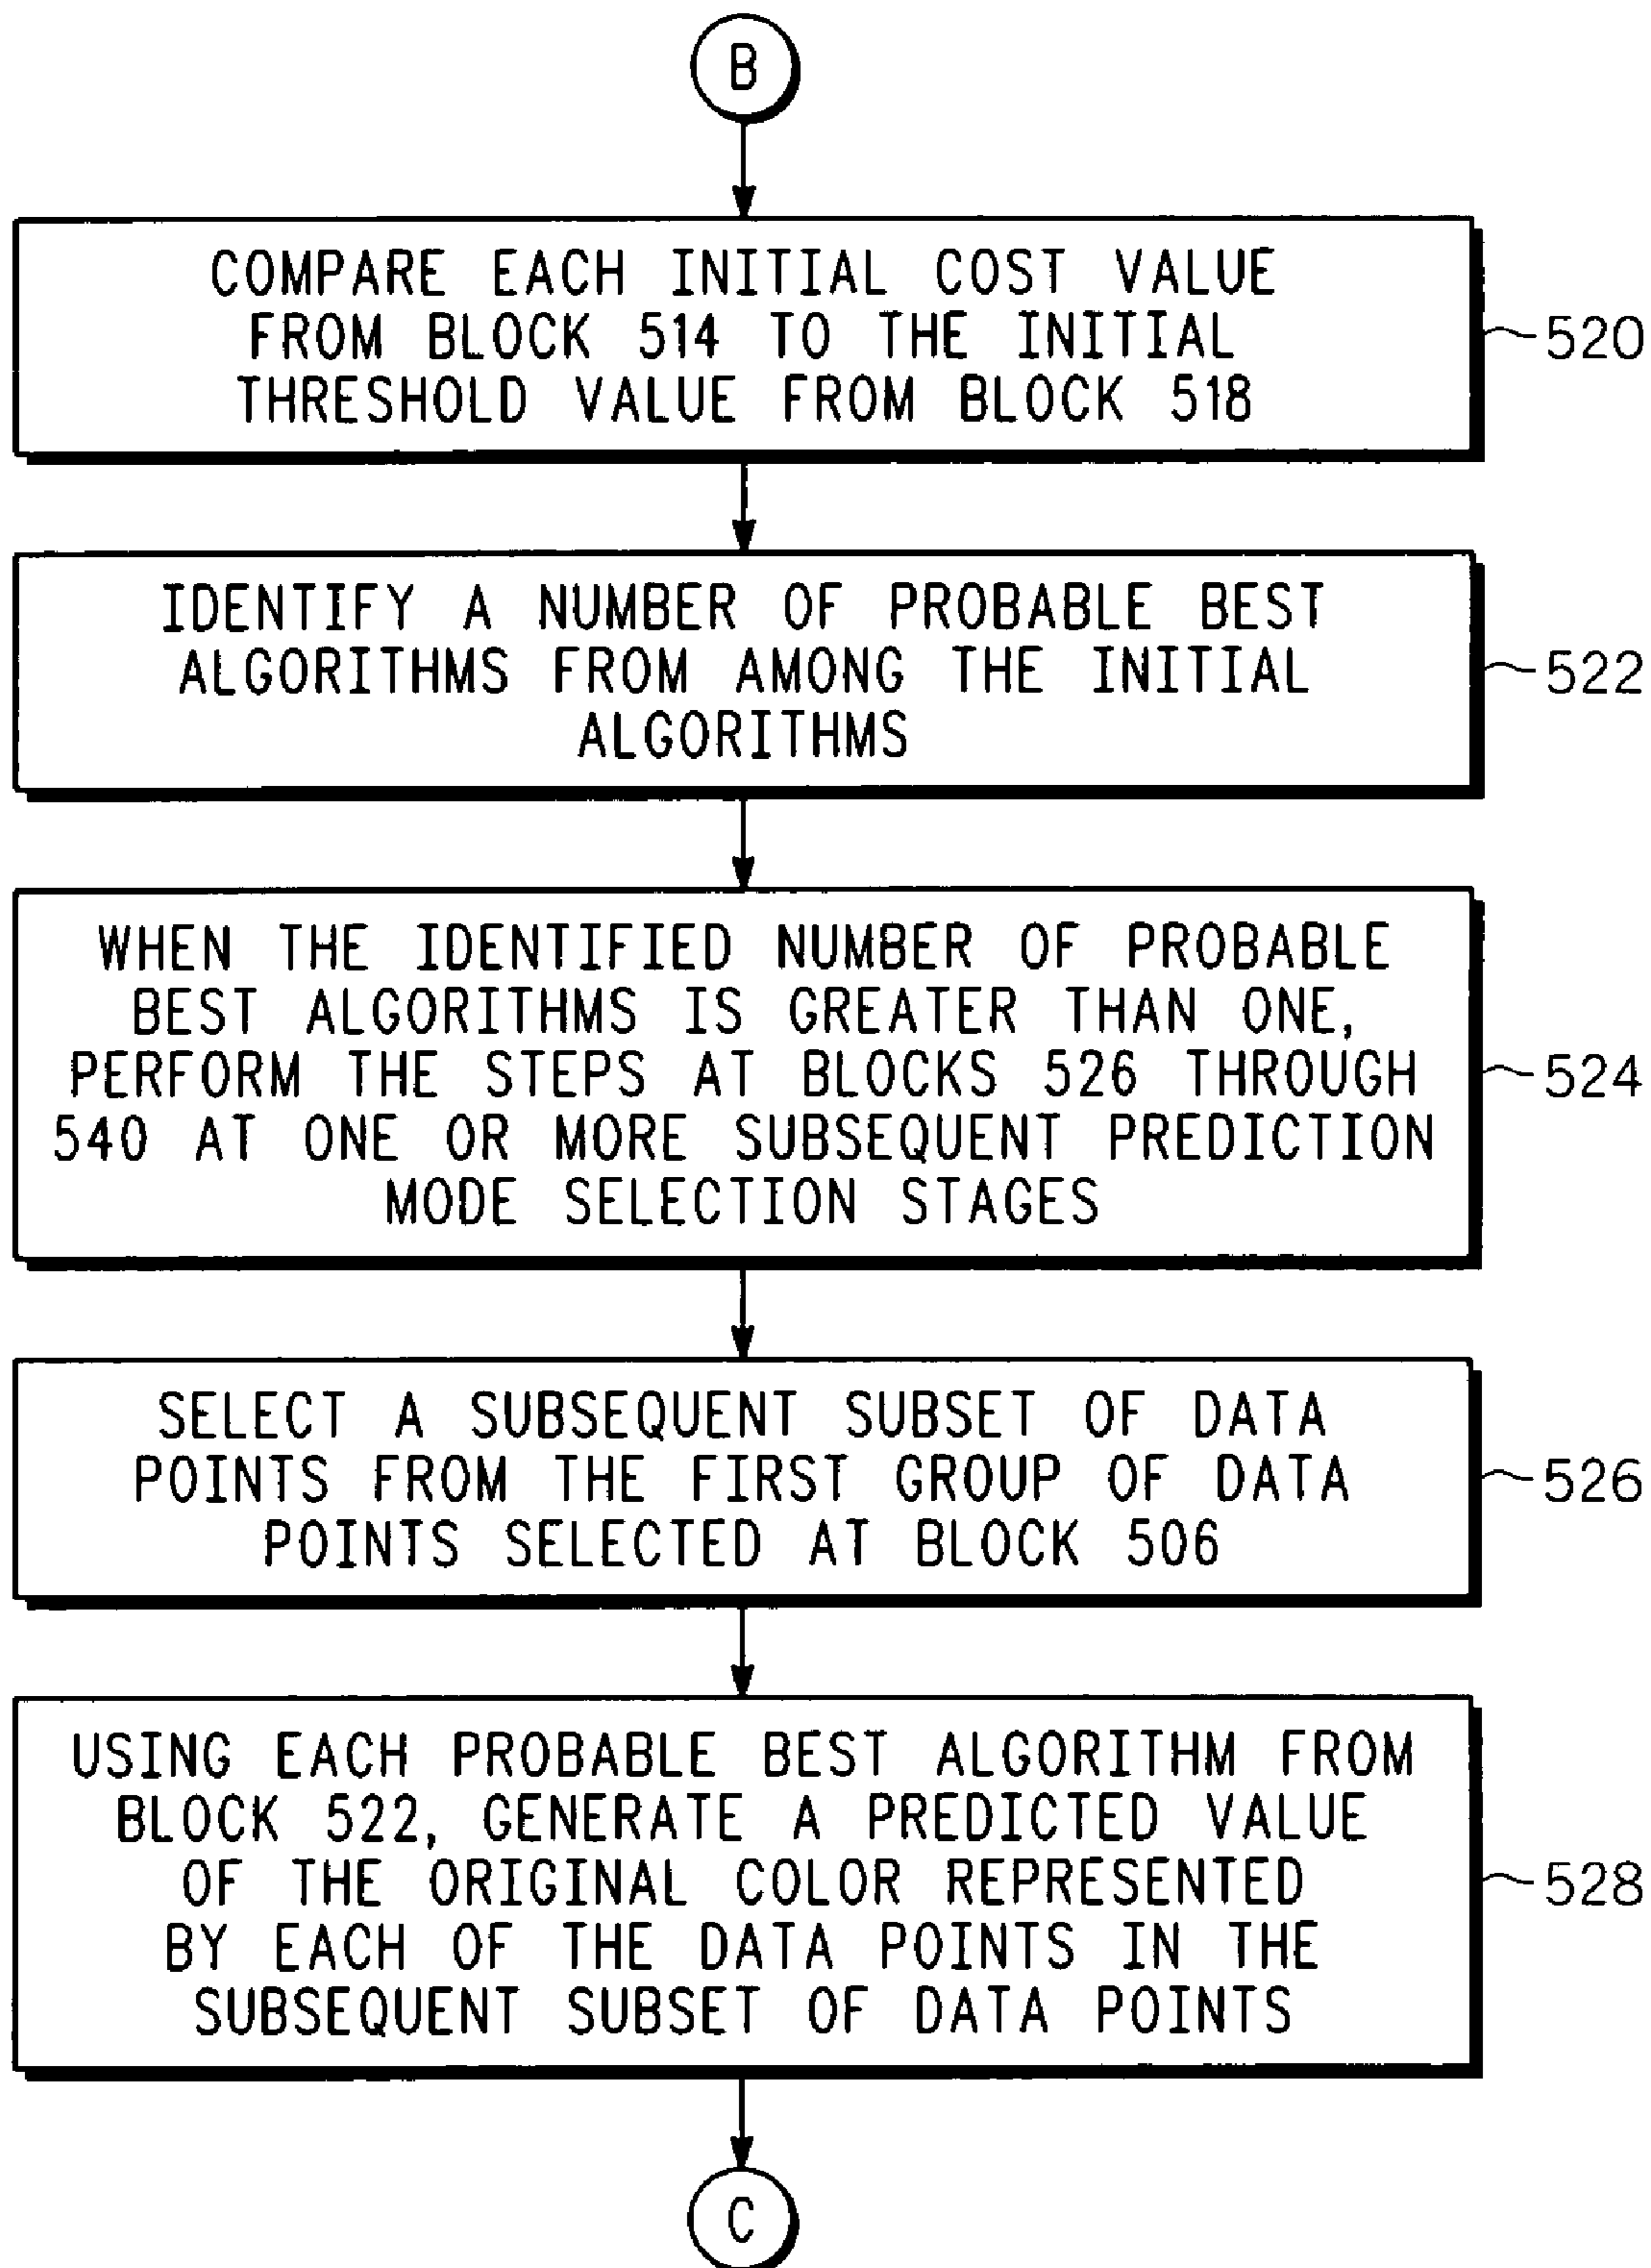 B
COMPARE EACH INITIAL COST VALUE
FROM BLOCK 514 TO THE INITIAL
THRESHOLD VALUE FROM BLOCK 518
520
IDENTIFY A NUMBER OF PROBABLE BEST
ALGORITHMS FROM AMONG THE INITIAL
ALGORITHMS
522
WHEN THE IDENTIFIED NUMBER OF PROBABLE
BEST ALGORITHMS IS GREATER THAN ONE,
PERFORM THE STEPS AT BLOCKS 526 THROUGH
540 AT ONE OR MORE SUBSEQUENT PREDICTION
MODE SELECTION STAGES
524
SELECT A SUBSEQUENT SUBSET OF DATA
POINTS FROM THE FIRST GROUP OF DATA
POINTS SELECTED AT BLOCK 506
526
USING EACH PROBABLE BEST ALGORITHM FROM
BLOCK 522, GENERATE A PREDICTED VALUE
OF THE ORIGINAL COLOR REPRESENTED
BY EACH OF THE DATA POINTS IN THE
SUBSEQUENT SUBSET OF DATA POINTS
528
C